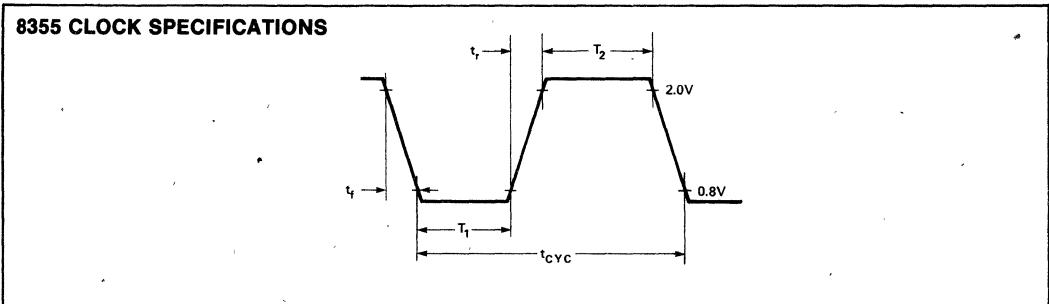 8355 CLOCK SPECIFICATIONS
tr
T2
2.0V
tf
0.8V
T1
tCYC